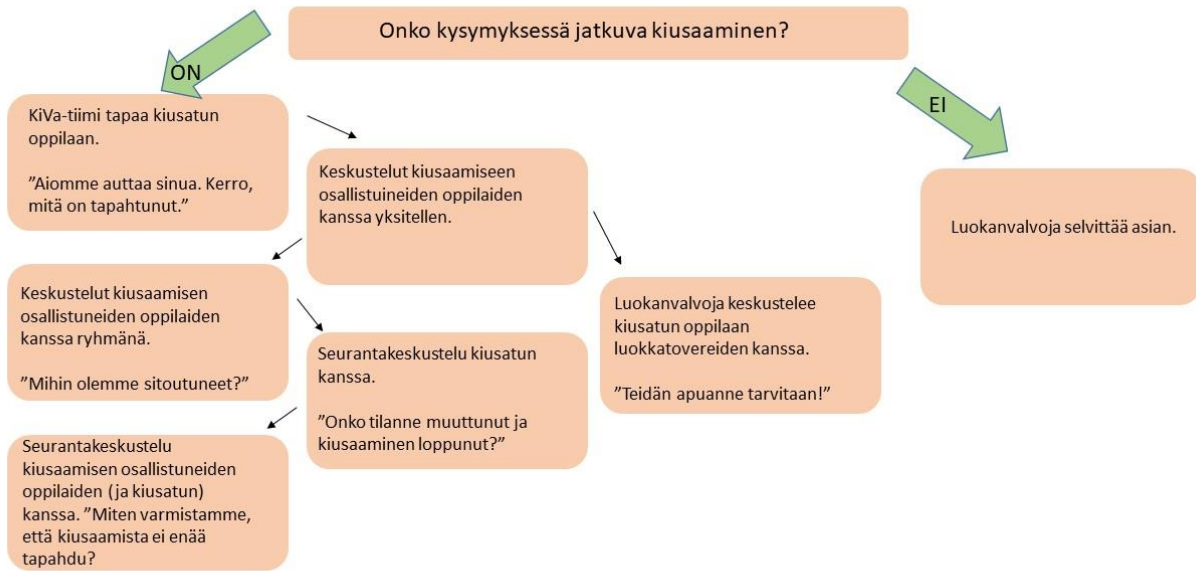 Onko kysymyksessä jatkuva kiusaaminen?
ON
EI
KiVa-tiimi tapaa kiusatun
oppilaan.
”Aiomme auttaa sinua. Kerro,
mitä on tapahtunut.”
Keskustelut kiusaamiseen
osallistuineiden oppilaiden
kanssa yksitellen.
Luokanvalvoja selvittää asian.
Keskustelut kiusaamisen
osallistuneiden oppilaiden
kanssa ryhmänä.
”Mihin olemme sitoutuneet?”
Luokanvalvoja keskustelee
kiusatun oppilaan
luokkatovereiden kanssa.
”Teidän apuanne tarvitaan!”
Seurantakeskustelu kiusatun
kanssa.
”Onko tilanne muuttunut ja
kiusaaminen loppunut?”
Seurantakeskustelu
kiusaamisen osallistuneiden
oppilaiden (ja kiusatun)
kanssa. ”Miten varmistamme,
että kiusaamista ei enää
tapahdu?